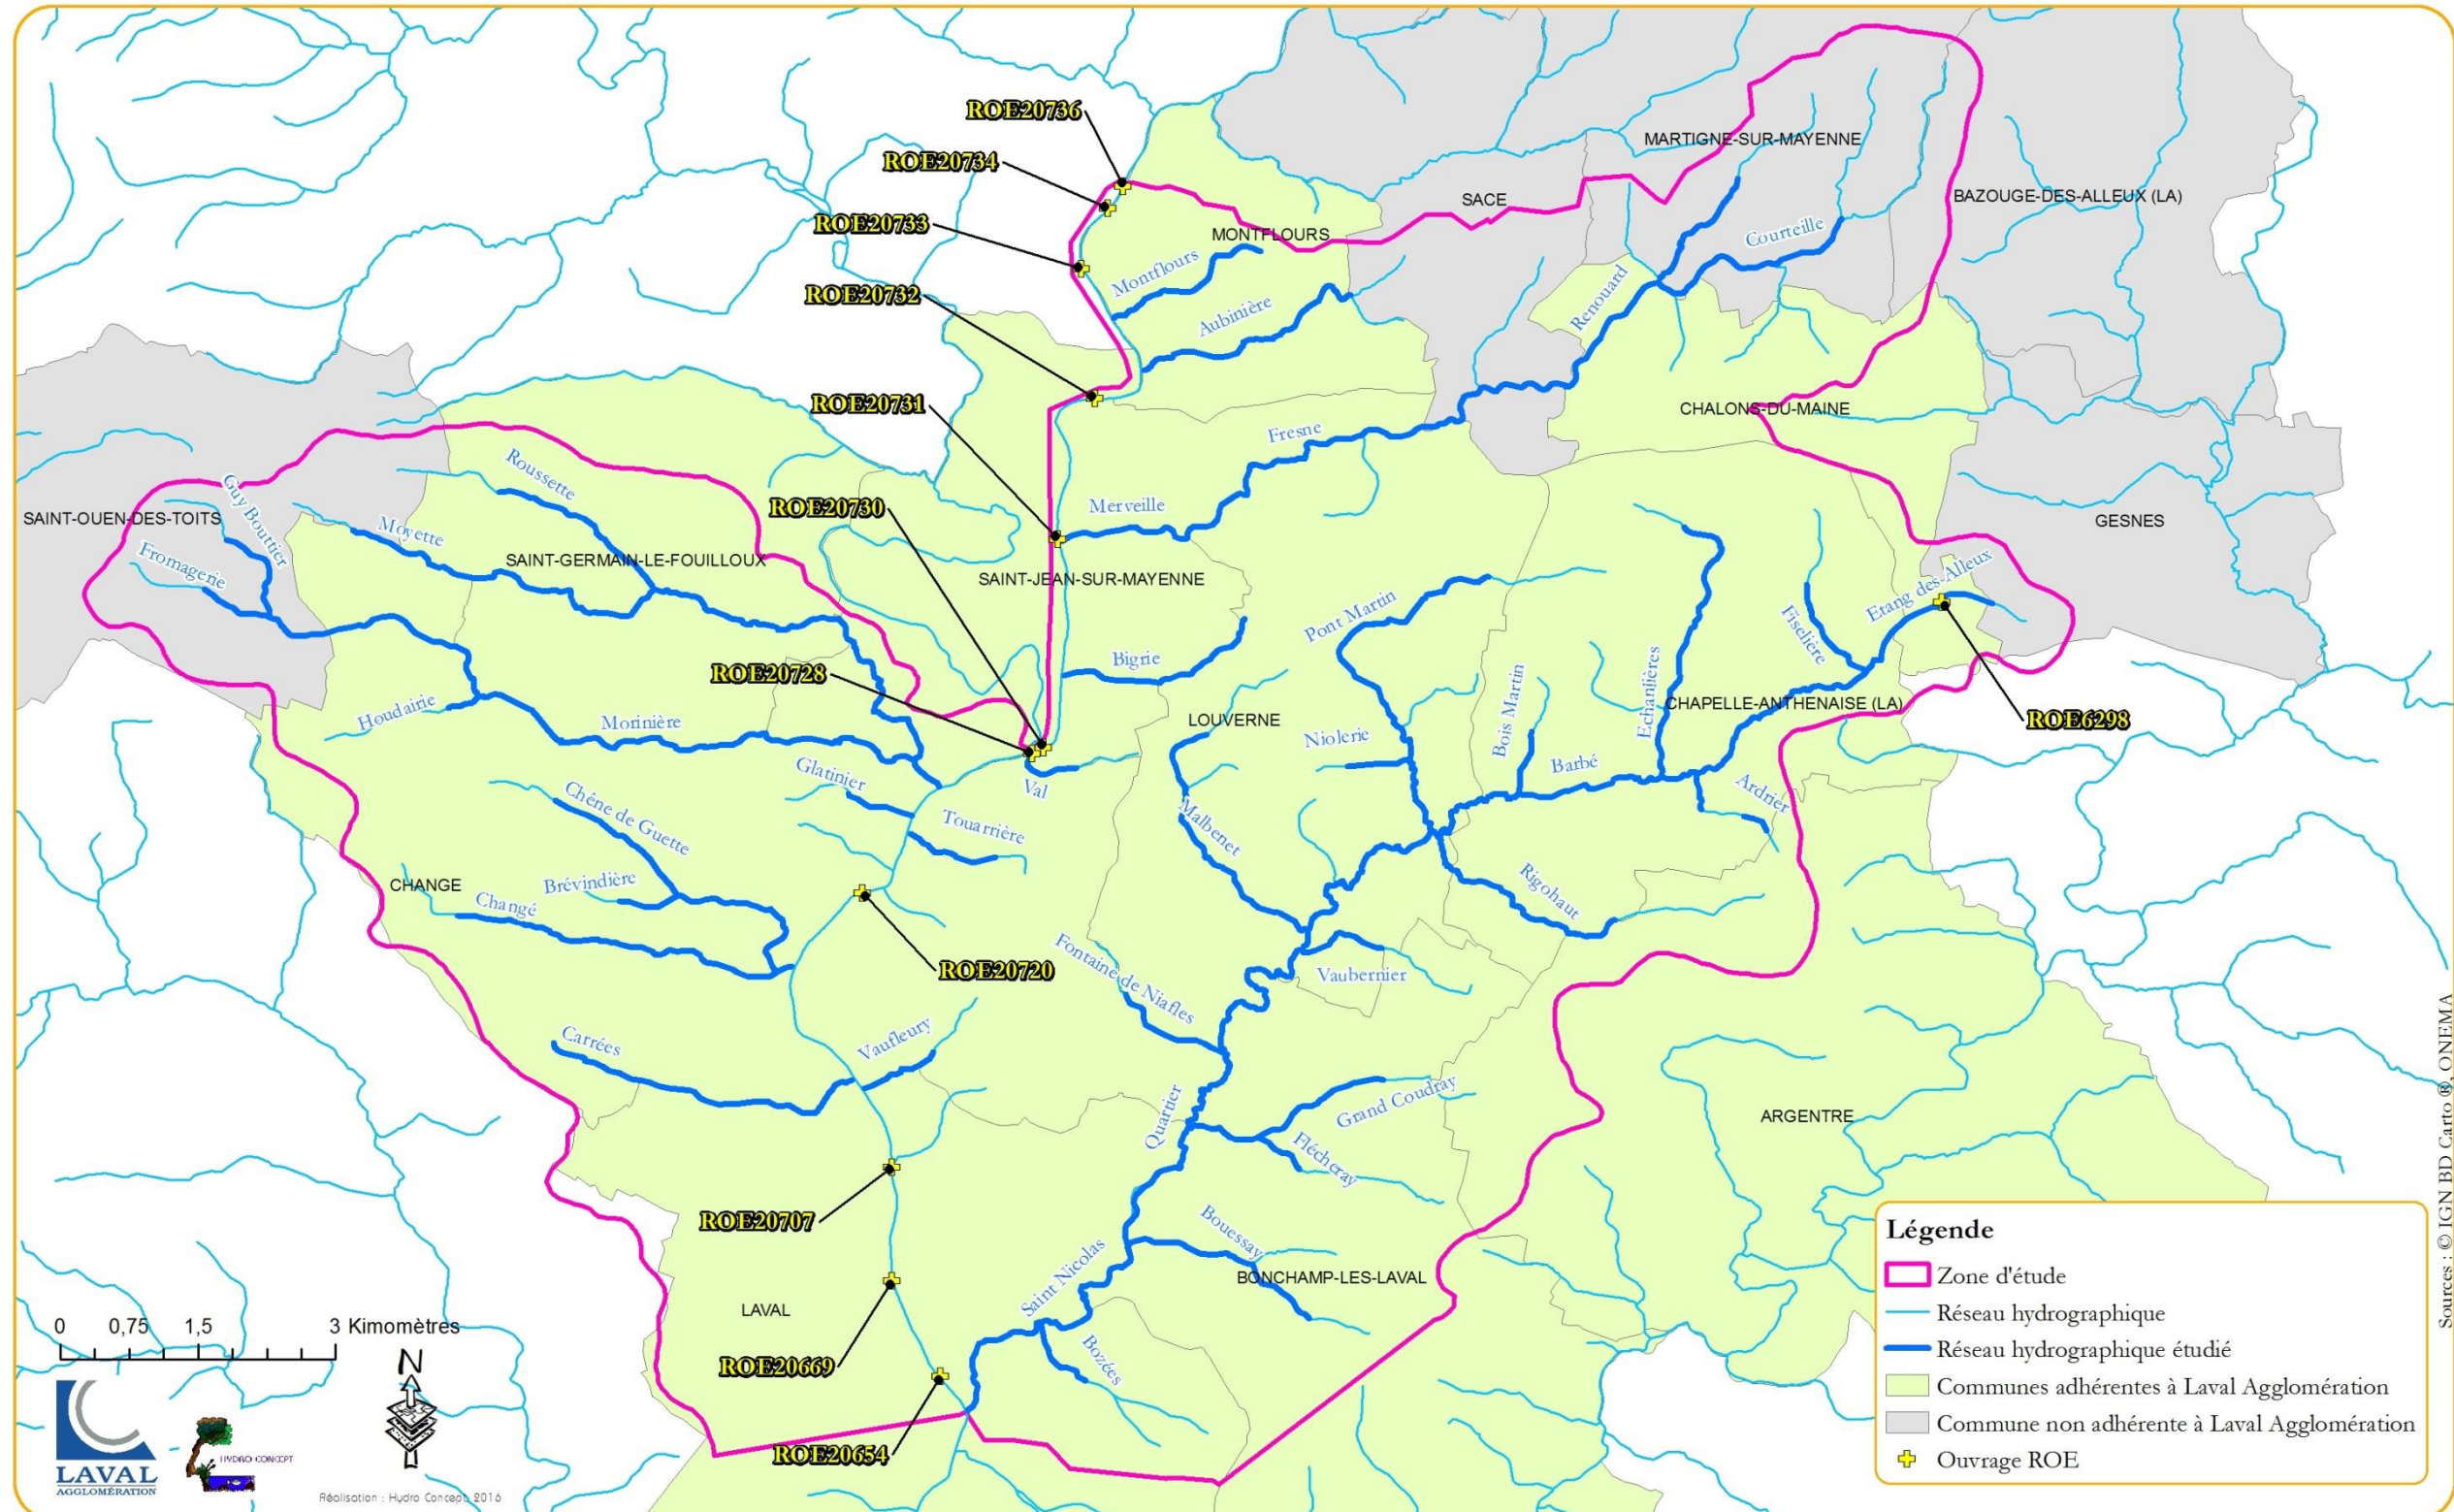 ROE20736
ROE20734
ROE20733
ROE20732
ROE20731
ROE20730
ROE20728
ROE6298
ROE20720
ROE20707
ROE20669
ROE20654
MARTIGNE-SUR-MAYENNE
BAZOUGE-DES-ALLEUX (LA)
SACE
MONTFLOURS
Montflours
Aubinière
Courteille
Renouard
CHALONS-DU-MAINE
Fresne
Merveille
GESNES
SAINT-OUEN-DES-TOITS
Guy Bouttier
Fromagerie
Roussette
Moyette
SAINT-GERMAIN-LE-FOUILLOUX
SAINT-JEAN-SUR-MAYENNE
Pont Martin
Bigrie
Etang des Alleux
Fiselière
Echanlières
Bois Martin
CHAPELLE-ANTHENAISE (LA)
Houdairie
Morinière
LOUVERNE
Niolerie
Barbé
Ardrier
Glatinier
Val
Touarrière
Chêne de Guette
Malbenet
CHANGE
Brévindière
Changé
Rigohaut
Fontaine de Niafles
Vaubernier
Carrées
Vaufleury
Quartier
Grand Coudray
Flécheray
ARGENTRE
Bouessay
Saint Nicolas
BONCHAMP-LES-LAVAL
LAVAL
Bozées
0 0,75 1,5 3 Kimomètres
N
LAVAL
AGGLOMÉRATION
HYDRO CONCEPT
Réalisation : Hydro Concept 2016
Légende
Zone d'étude
Réseau hydrographique
Réseau hydrographique étudié
Communes adhérentes à Laval Agglomération
Commune non adhérente à Laval Agglomération
Ouvrage ROE
Sources : © IGN BD Carto ®, ONEMA